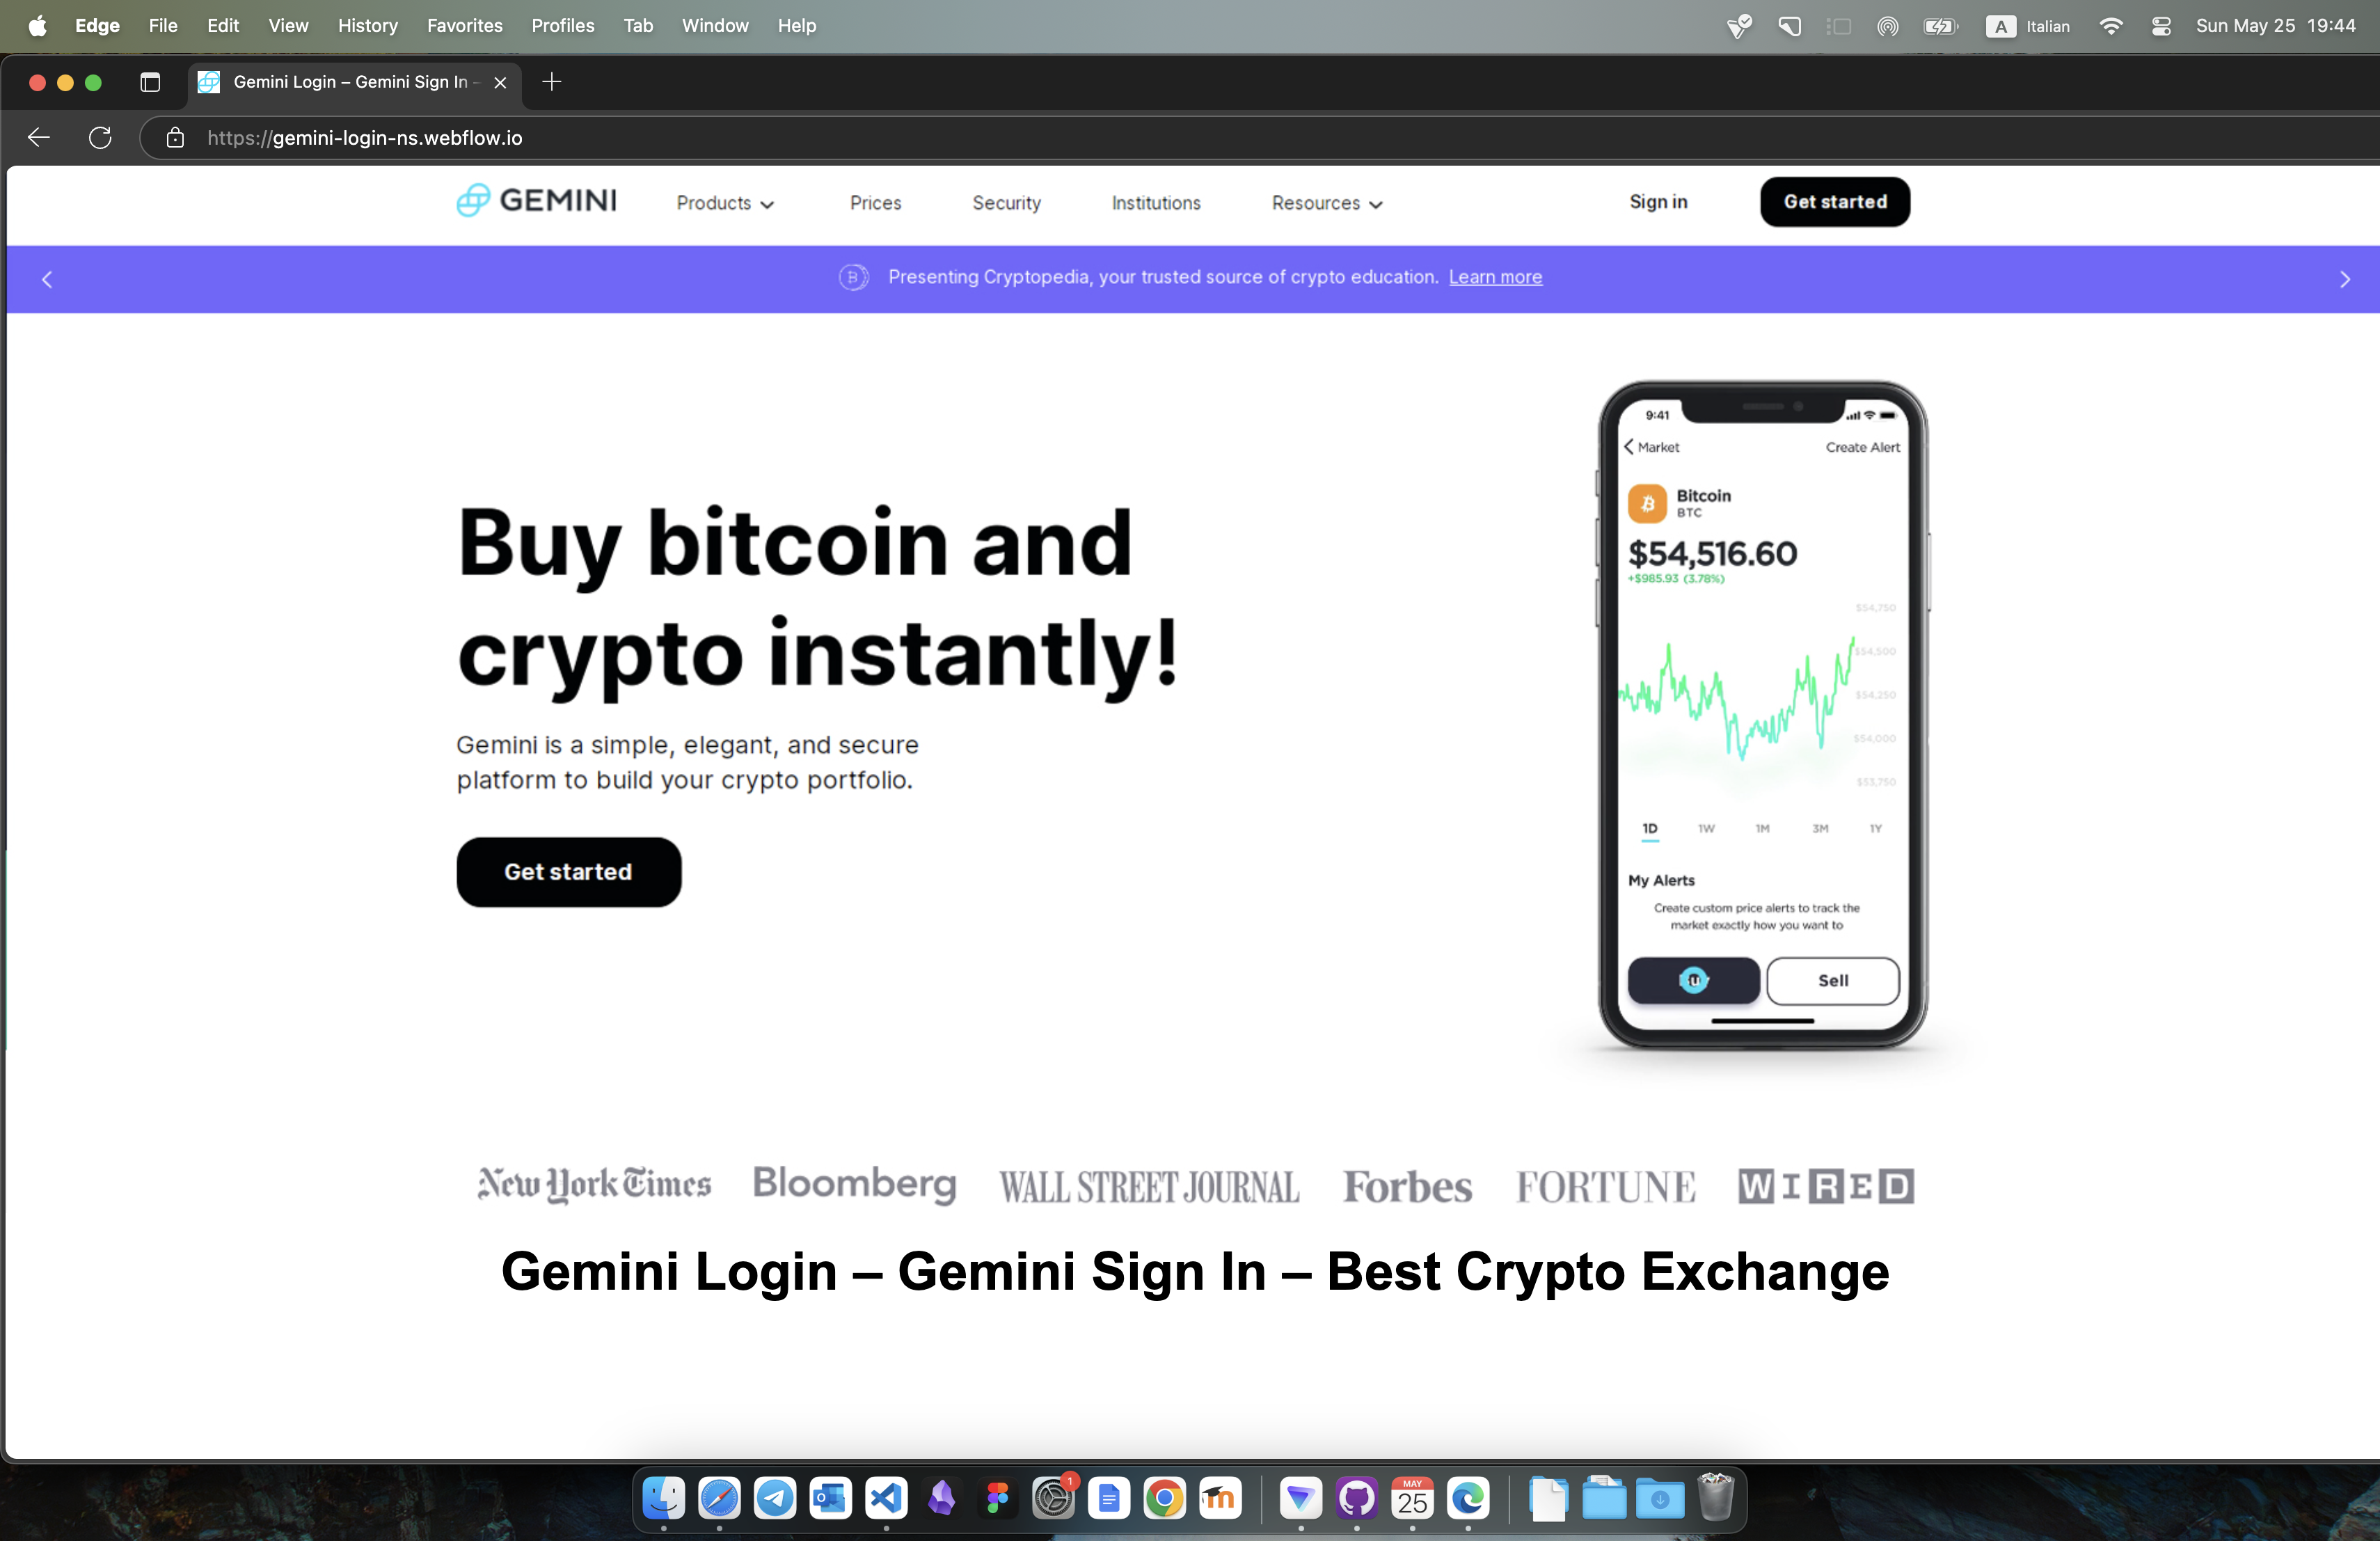 Edge File Edit View History Favorites Profiles Tab Window Help A Italian Sun May 25 19:44
Gemini Login – Gemini Sign In
https://gemini-login-ns.webflow.io
GEMINI Products Prices Security Institutions Resources Sign in Get started
Presenting Cryptopedia, your trusted source of crypto education. Learn more
Buy bitcoin and
crypto instantly!
Gemini is a simple, elegant, and secure
platform to build your crypto portfolio.
Get started
9:41
Market Create Alert
Bitcoin
BTC
$54,516.60
+$985.93 (3.78%)
$54,750
$54,500
$54,250
$54,000
$53,750
1D 1W 1M 3M 1Y
My Alerts
Create custom price alerts to track the
market exactly how you want to
Sell
New York Times Bloomberg WALL STREET JOURNAL Forbes FORTUNE WIRED
Gemini Login – Gemini Sign In – Best Crypto Exchange
1
MAY
25